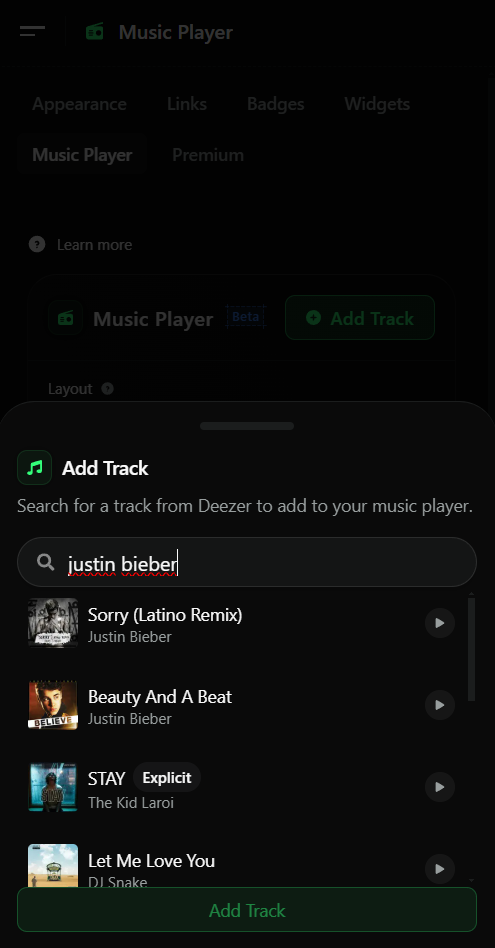 Music Player
Appearance Links Badges Widgets
Music Player Premium
Learn more
Music Player Beta Add Track
Layout
Add Track
Search for a track from Deezer to add to your music player.
justin bieber
Sorry (Latino Remix)
Justin Bieber
Beauty And A Beat
Justin Bieber
BELIEVE
STAY Explicit
The Kid Laroi
Let Me Love You
DJ Snake
Add Track